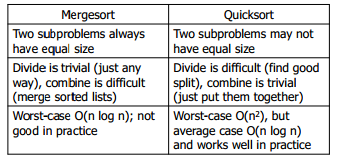 Mergesort
Quicksort
Two subproblems always
have equal size
Two subproblems may not
have equal size
Divide is trivial (just any
way), combine is difficult
(merge sorted lists)
Divide is difficult (find good
split), combine is trivial
(just put them together)
Worst-case O(n log n); not
good in practice
Worst-case O(n²), but
average case O(n log n)
and works well in practice